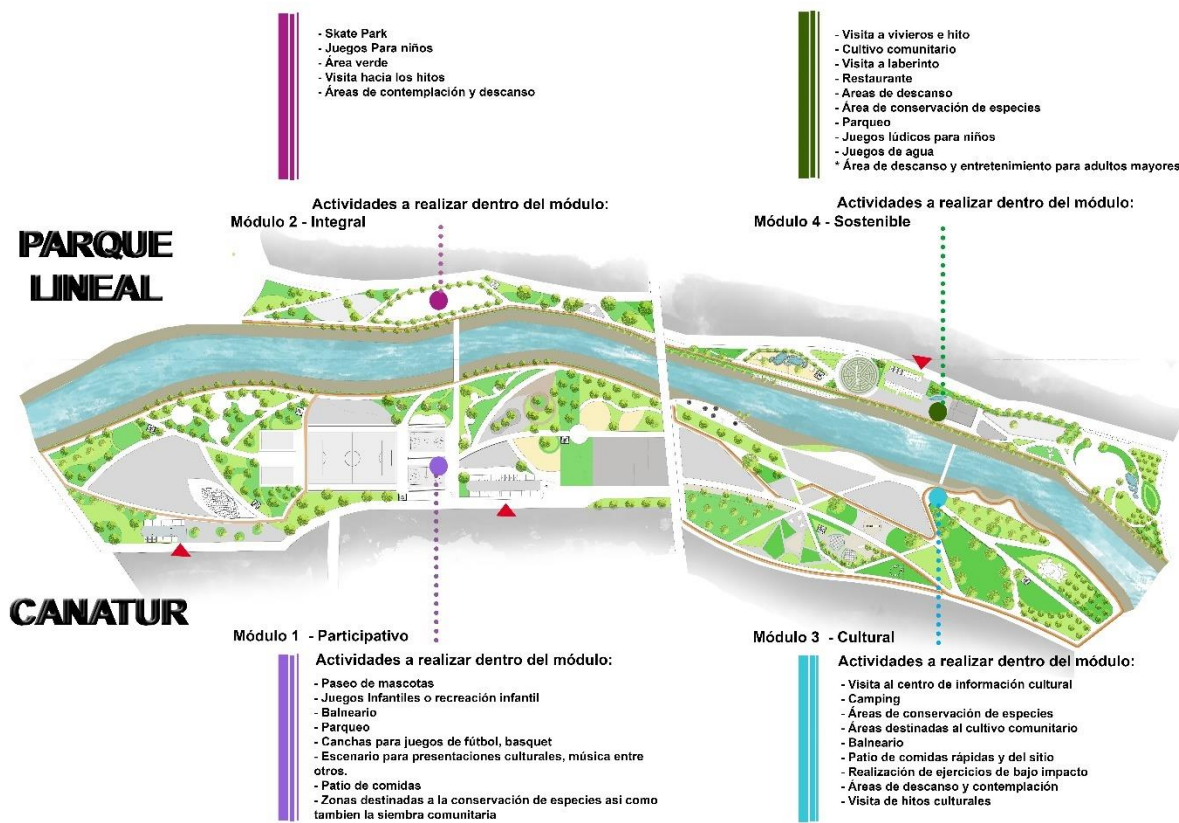 - Skate Park
- Juegos Para niños
- Área verde
- Visita hacia los hitos
- Áreas de contemplación y descanso
Actividades a realizar dentro del módulo:
Módulo 2 - Integral
- Visita a viveros e hito
- Cultivo comunitario
- Visita a laberinto
- Restaurante
- Areas de descanso
- Área de conservación de especies
- Parqueo
- Juegos lúdicos para niños
- Juegos de agua
* Área de descanso y entretenimiento para adultos mayores
Actividades a realizar dentro del módulo:
Módulo 4 - Sostenible
PARQUE
LINEAL
CANATUR
Módulo 1 - Participativo
Actividades a realizar dentro del módulo:
- Paseo de mascotas
- Juegos Infantiles o recreación infantil
- Balneario
- Parqueo
- Canchas para juegos de fútbol, basquet
- Escenario para presentaciones culturales, música entre
otros.
- Patio de comidas
- Zonas destinadas a la conservación de especies asi como
tambien la siembra comunitaria
Módulo 3 - Cultural
Actividades a realizar dentro del módulo:
- Visita al centro de información cultural
- Camping
- Áreas de conservación de especies
- Áreas destinadas al cultivo comunitario
- Balneario
- Patio de comidas rápidas y del sitio
- Realización de ejercicios de bajo impacto
- Áreas de descanso y contemplación
- Visita de hitos culturales